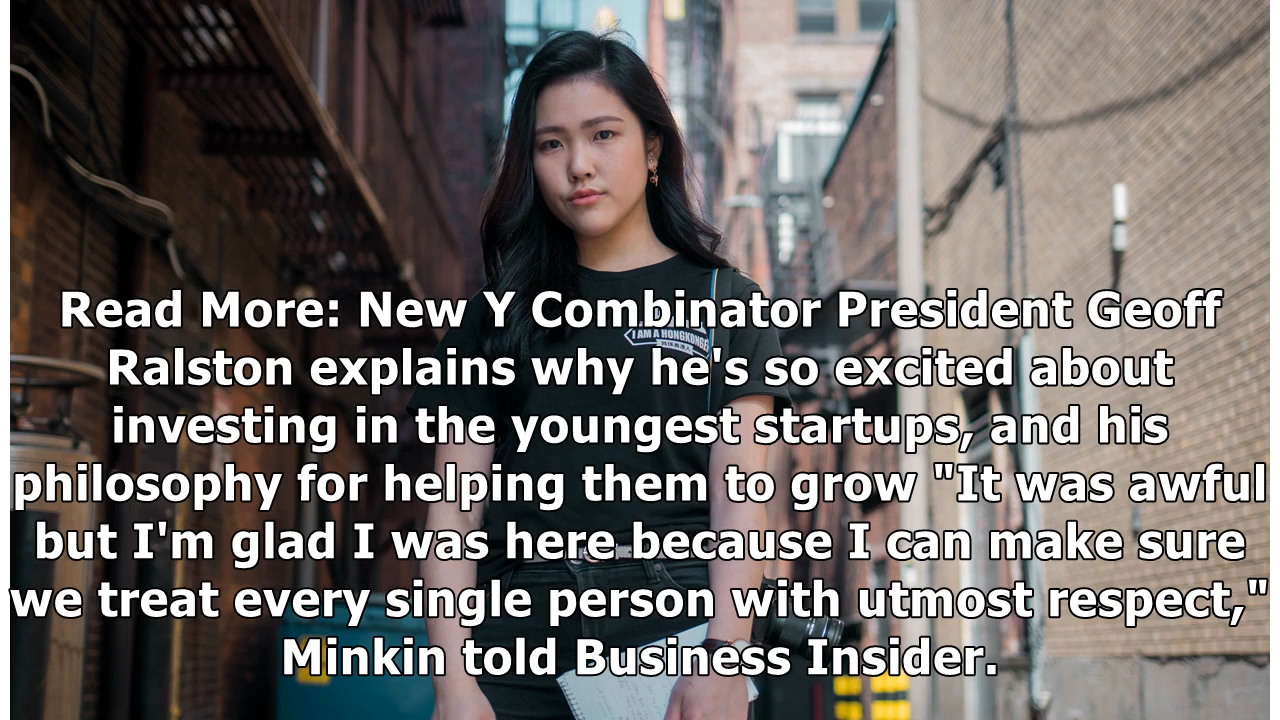 Read More: New Y Combinator President Geoff
Ralston explains why he's so excited about
I AM A HONGKONGE
investing in the youngest startups, and his
philosophy for helping them to grow "It was awful
but I'm glad I was here because I can make sure
we treat every single person with utmost respect,"
Minkin told Business Insider.